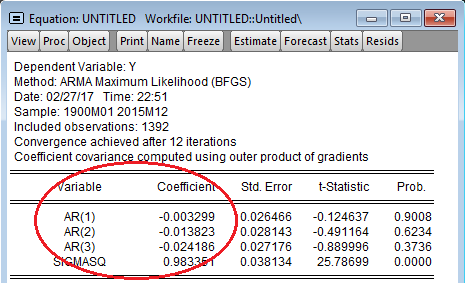 Equation: UNTITLED   Workfile: UNTITLED::Untitled\
View Proc Object Print Name Freeze Estimate Forecast Stats Resids
Dependent Variable: Y
Method: ARMA Maximum Likelihood (BFGS)
Date: 02/27/17   Time: 22:51
Sample: 1900M01 2015M12
Included observations: 1392
Convergence achieved after 12 iterations
Coefficient covariance computed using outer product of gradients
Variable Coefficient Std. Error t-Statistic Prob.
AR(1) -0.003299 0.026466 -0.124637 0.9008
AR(2) -0.013823 0.028143 -0.491164 0.6234
AR(3) -0.024186 0.027176 -0.889996 0.3736
SIGMASQ 0.983351 0.038134 25.78699 0.0000